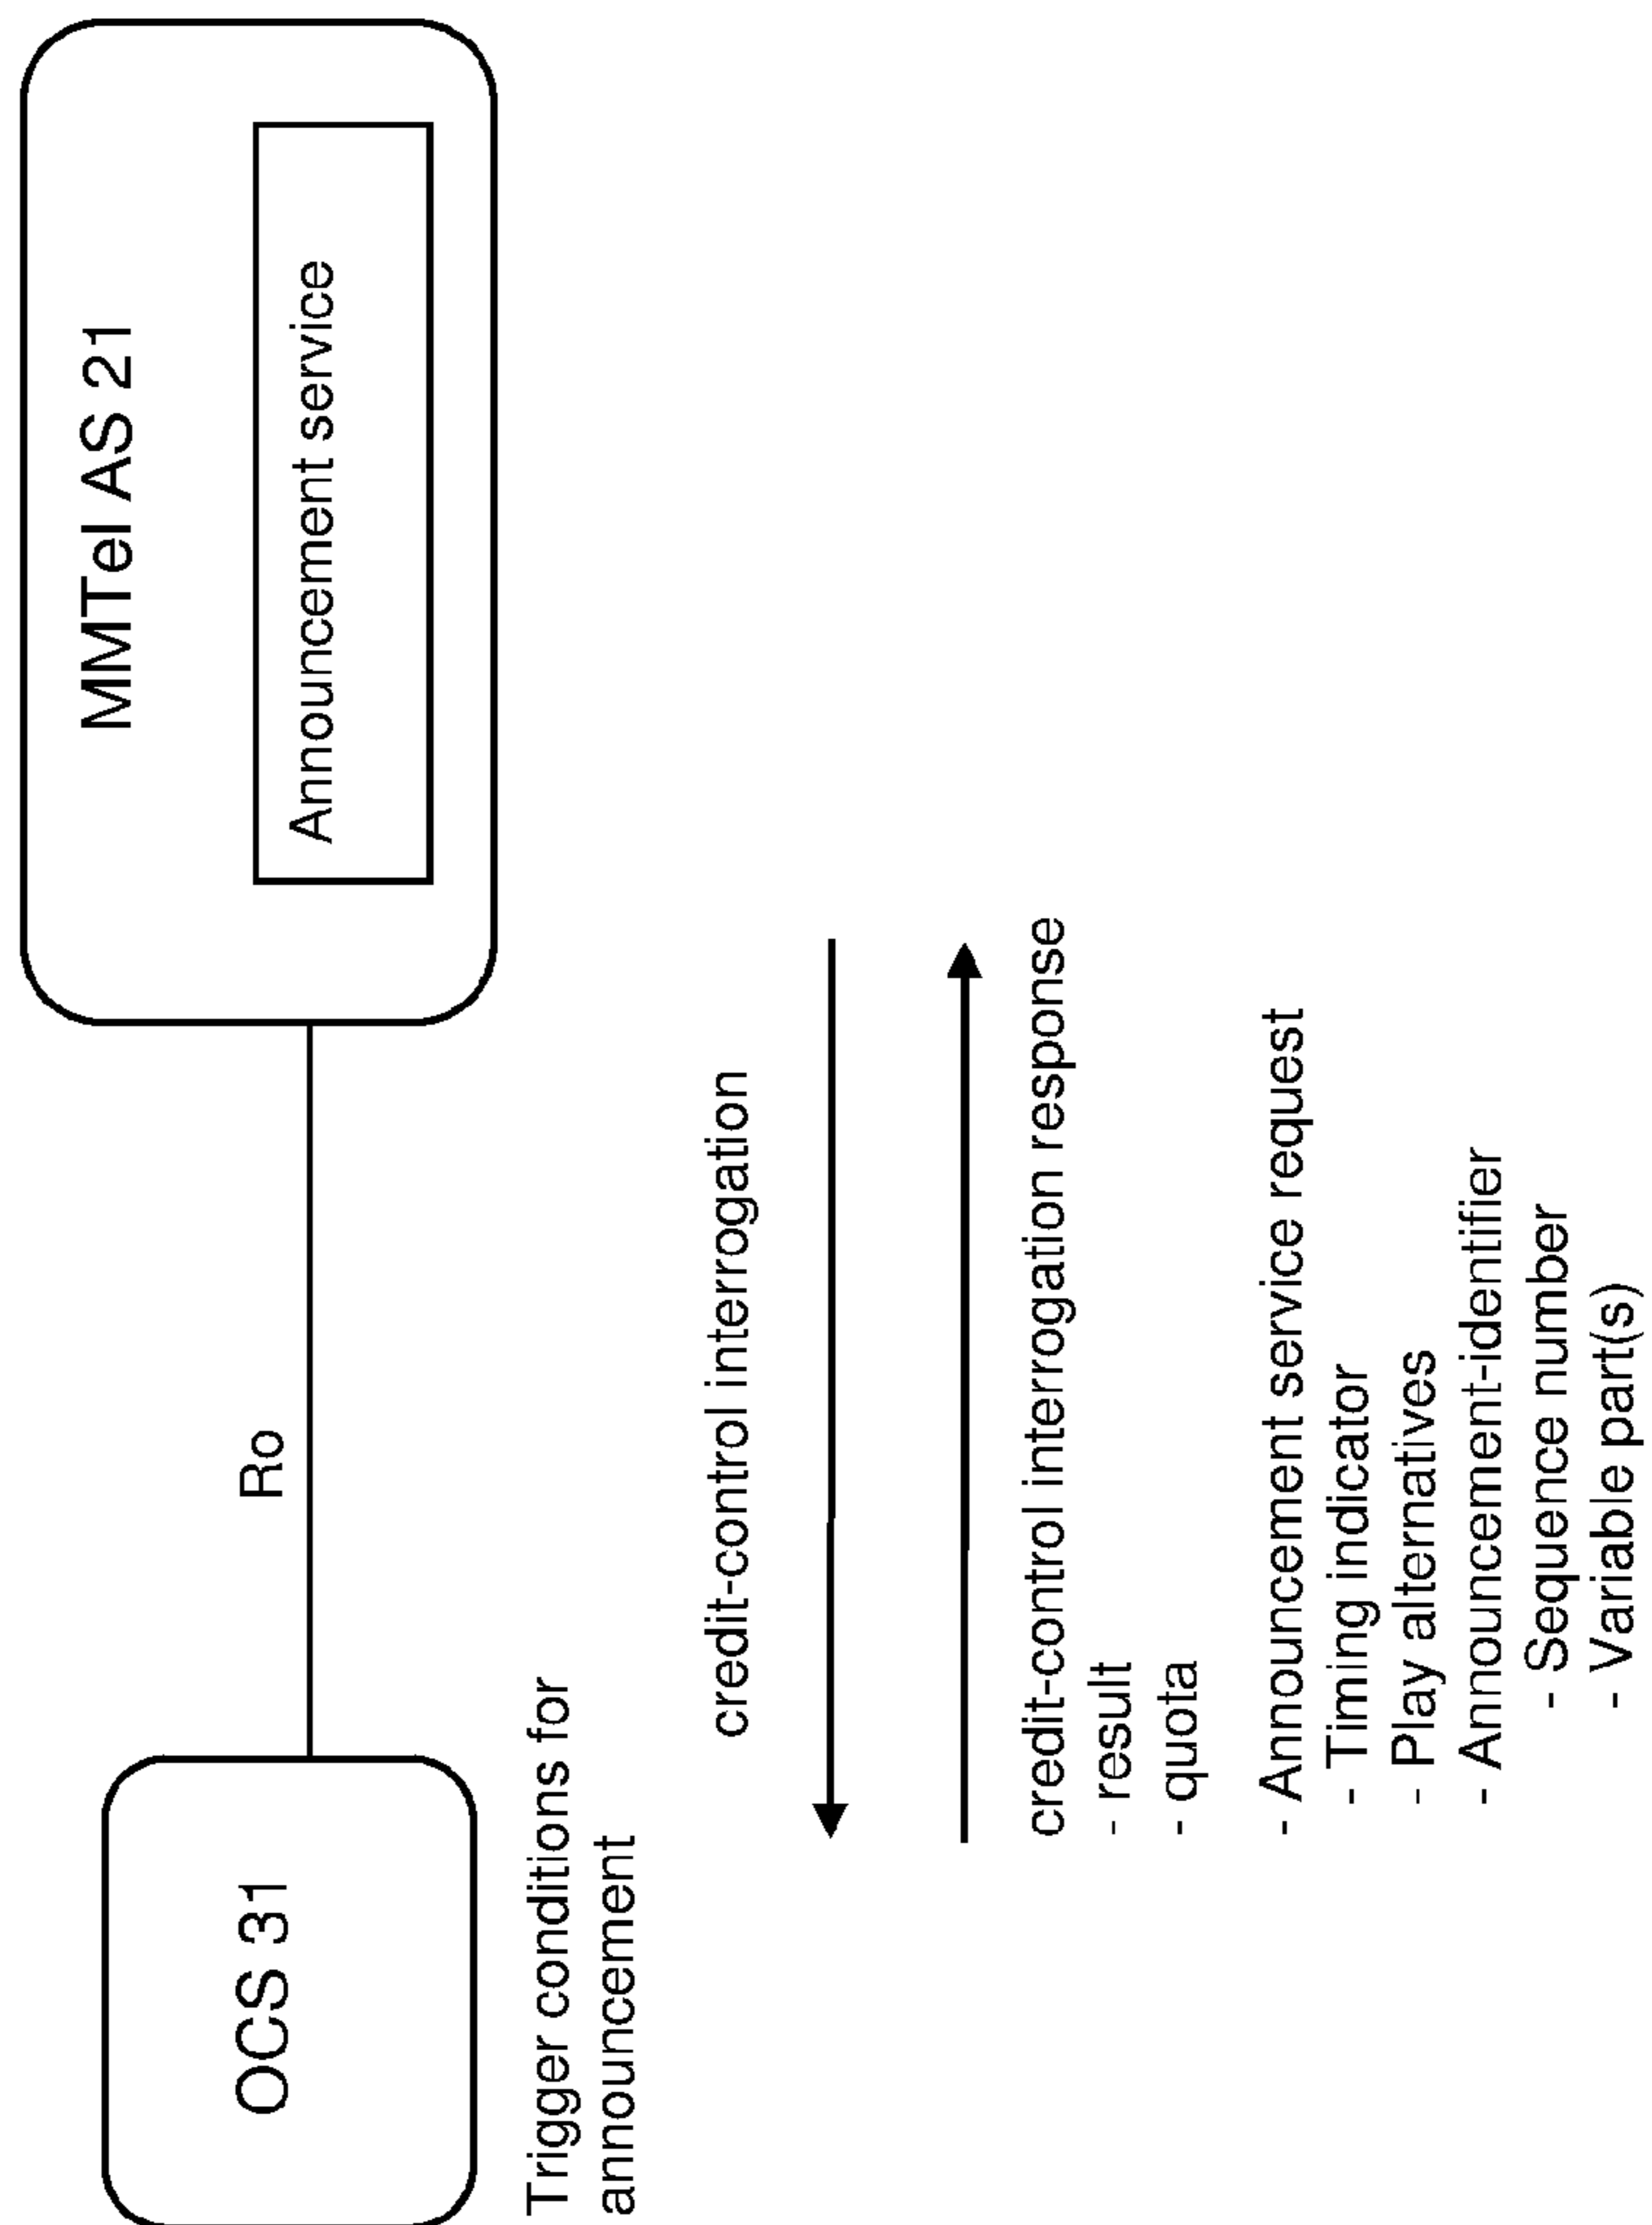 OCS 31
Ro
MMTel AS 21
Announcement service
Trigger conditions for
announcement
credit-control interrogation
credit-control interrogation response
- result
- quota
- Announcement service request
- Timing indicator
- Play alternatives
- Announcement-identifier
- Sequence number
- Variable part(s)